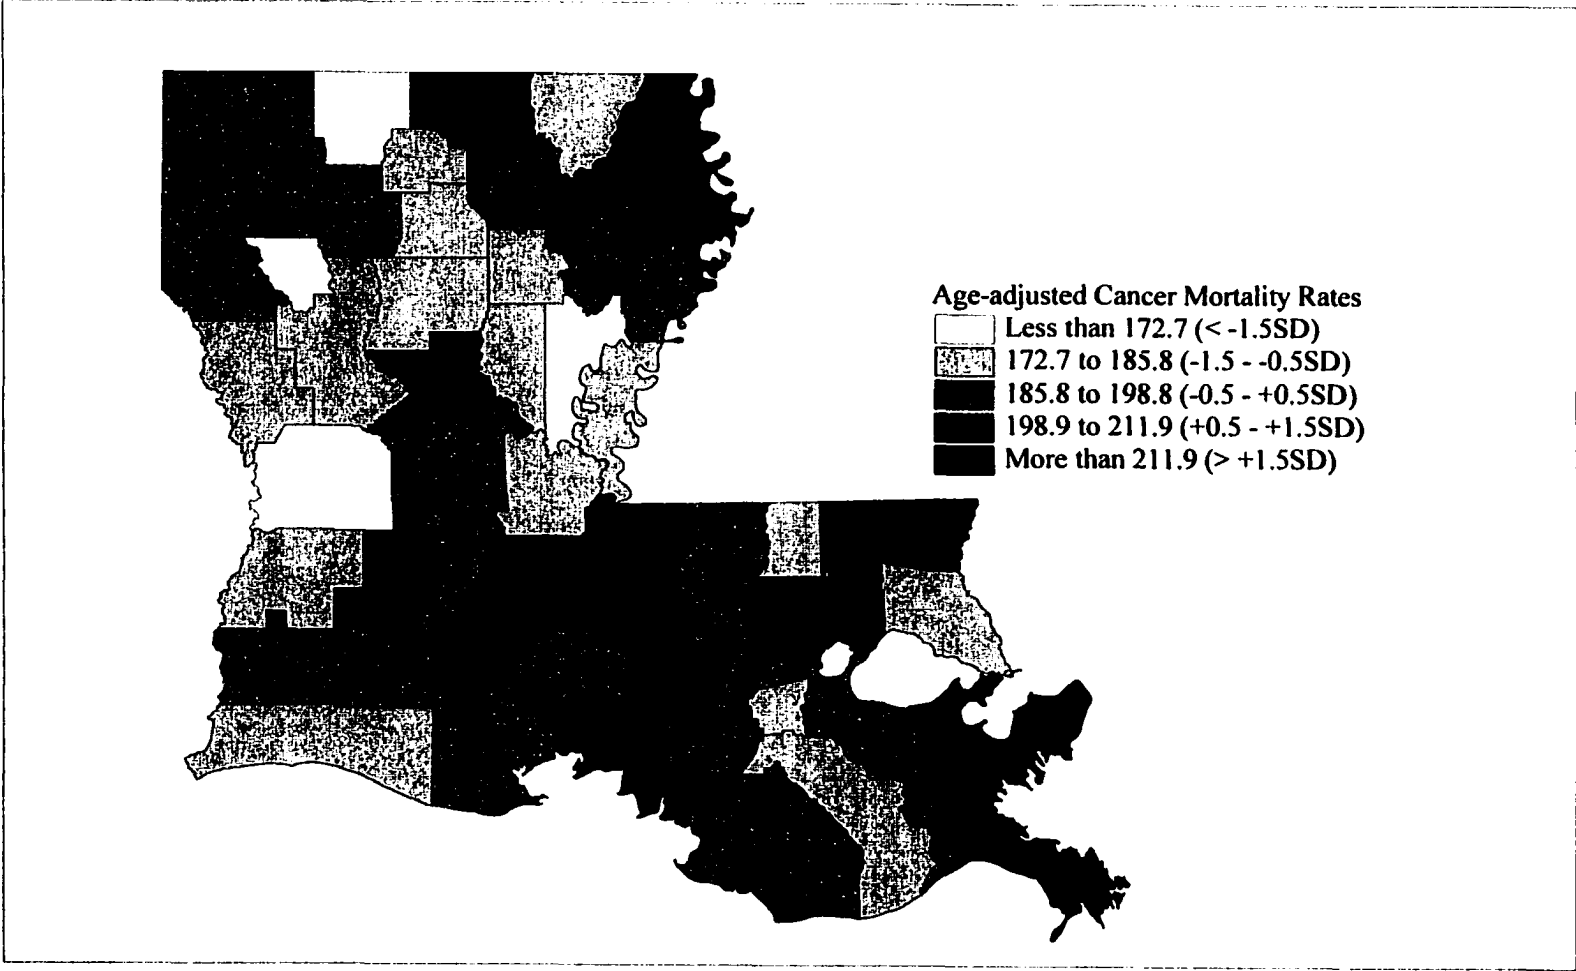 Age-adjusted Cancer Mortality Rates
Less than 172.7 (< -1.5SD)
172.7 to 185.8 (-1.5 - -0.5SD)
185.8 to 198.8 (-0.5 - +0.5SD)
198.9 to 211.9 (+0.5 - +1.5SD)
More than 211.9 (> +1.5SD)